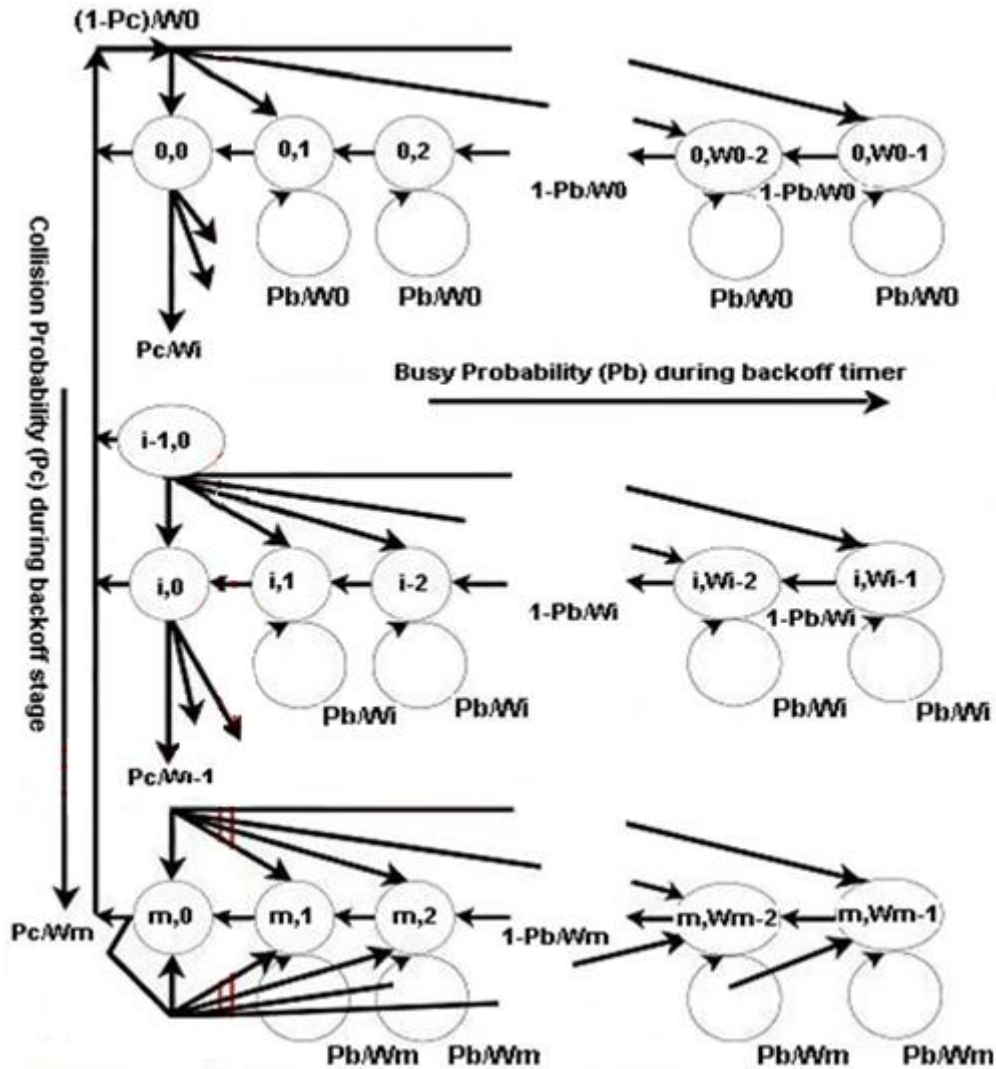 (1-Pc)/W0
0,0
0,1
0,2
0,W0-2
0,W0-1
1-Pb/W0
1-Pb/W0
Pb/W0
Pb/W0
Pb/W0
Pb/W0
Pc/Wi
Collision Probability (Pc) during backoff stage
Busy Probability (Pb) during backoff timer
i-1,0
i,0
i,1
i-2
i,Wi-2
i,Wi-1
1-Pb/Wi
1-Pb/Wi
Pb/Wi
Pb/Wi
Pb/Wi
Pb/Wi
Pc/Wi-1
m,0
m,1
m,2
m,Wm-2
m,Wm-1
Pc/Wm
1-Pb/Wm
Pb/Wm
Pb/Wm
Pb/Wm
Pb/Wm